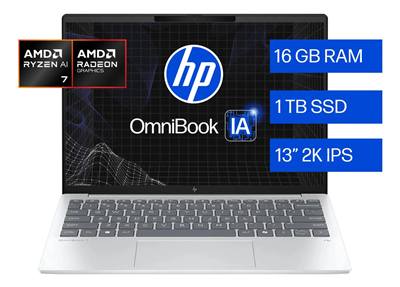 AMD
RYZEN AI
7
AMD
RADEON
GRAPHICS
hp
OmniBook IA
16 GB RAM
1 TB SSD
13” 2K IPS